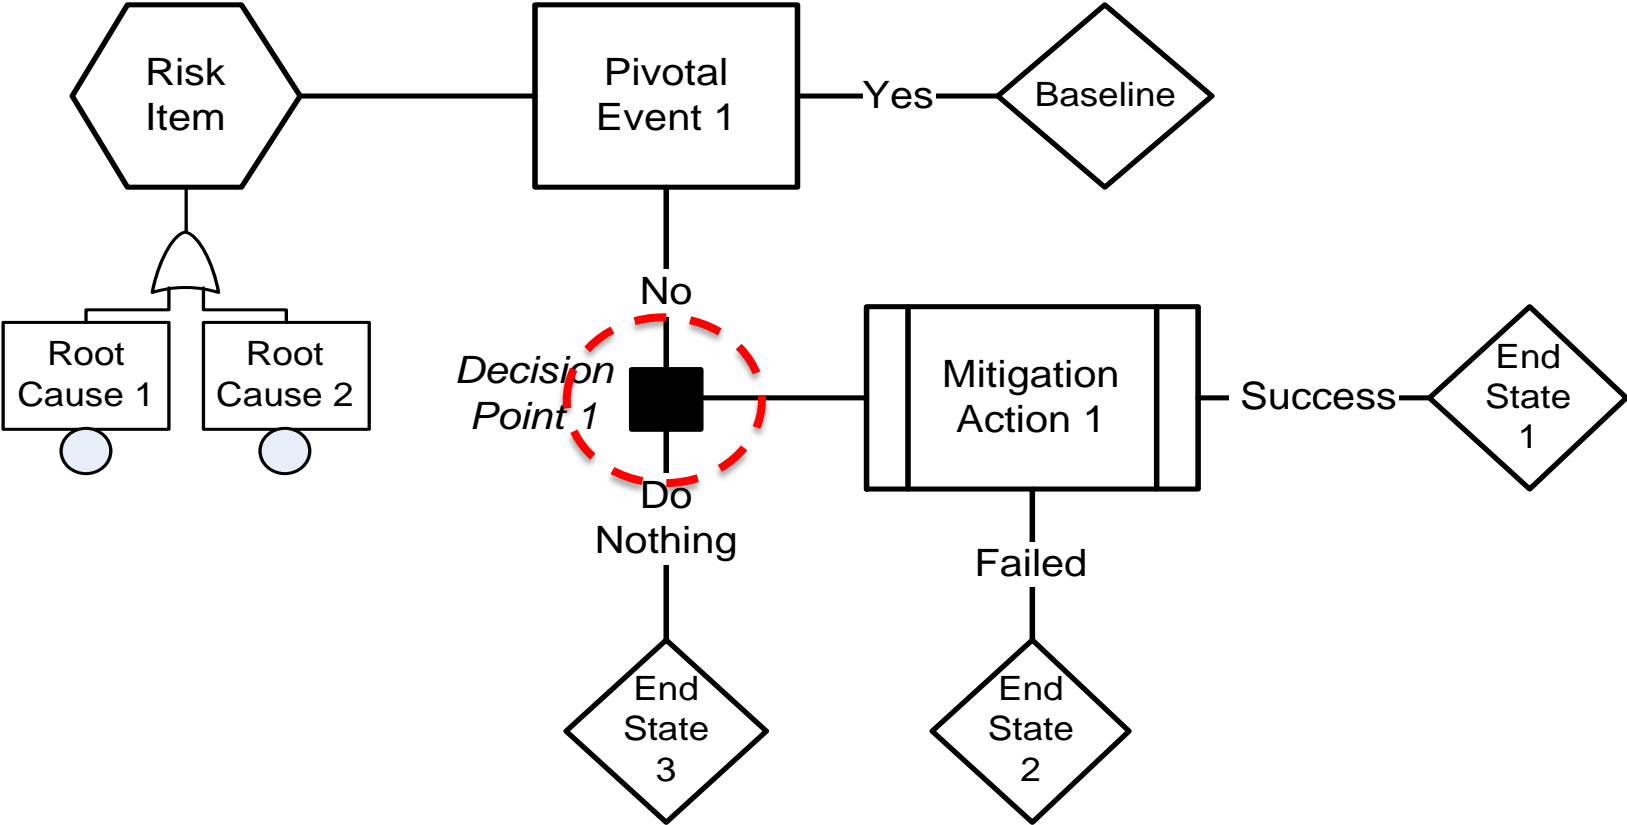 Risk
Item
Pivotal
Event 1
Yes
Baseline
No
Root
Cause 1
Root
Cause 2
Decision
Point 1
Mitigation
Action 1
Success
End
State
1
Do
Nothing
Failed
End
State
3
End
State
2